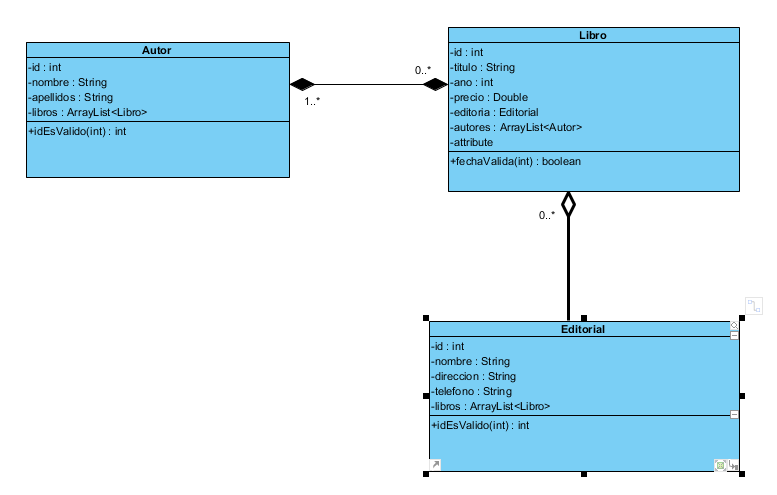 Autor
-id : int
-nombre : String
-apellidos : String
-libros : ArrayList<Libro>
+idEsValido(int) : int
1..*
0..*
Libro
-id : int
-titulo : String
-ano : int
-precio : Double
-editoria : Editorial
-autores : ArrayList<Autor>
-attribute
+fechaValida(int) : boolean
0..*
Editorial
-id : int
-nombre : String
-direccion : String
-telefono : String
-libros : ArrayList<Libro>
+idEsValido(int) : int